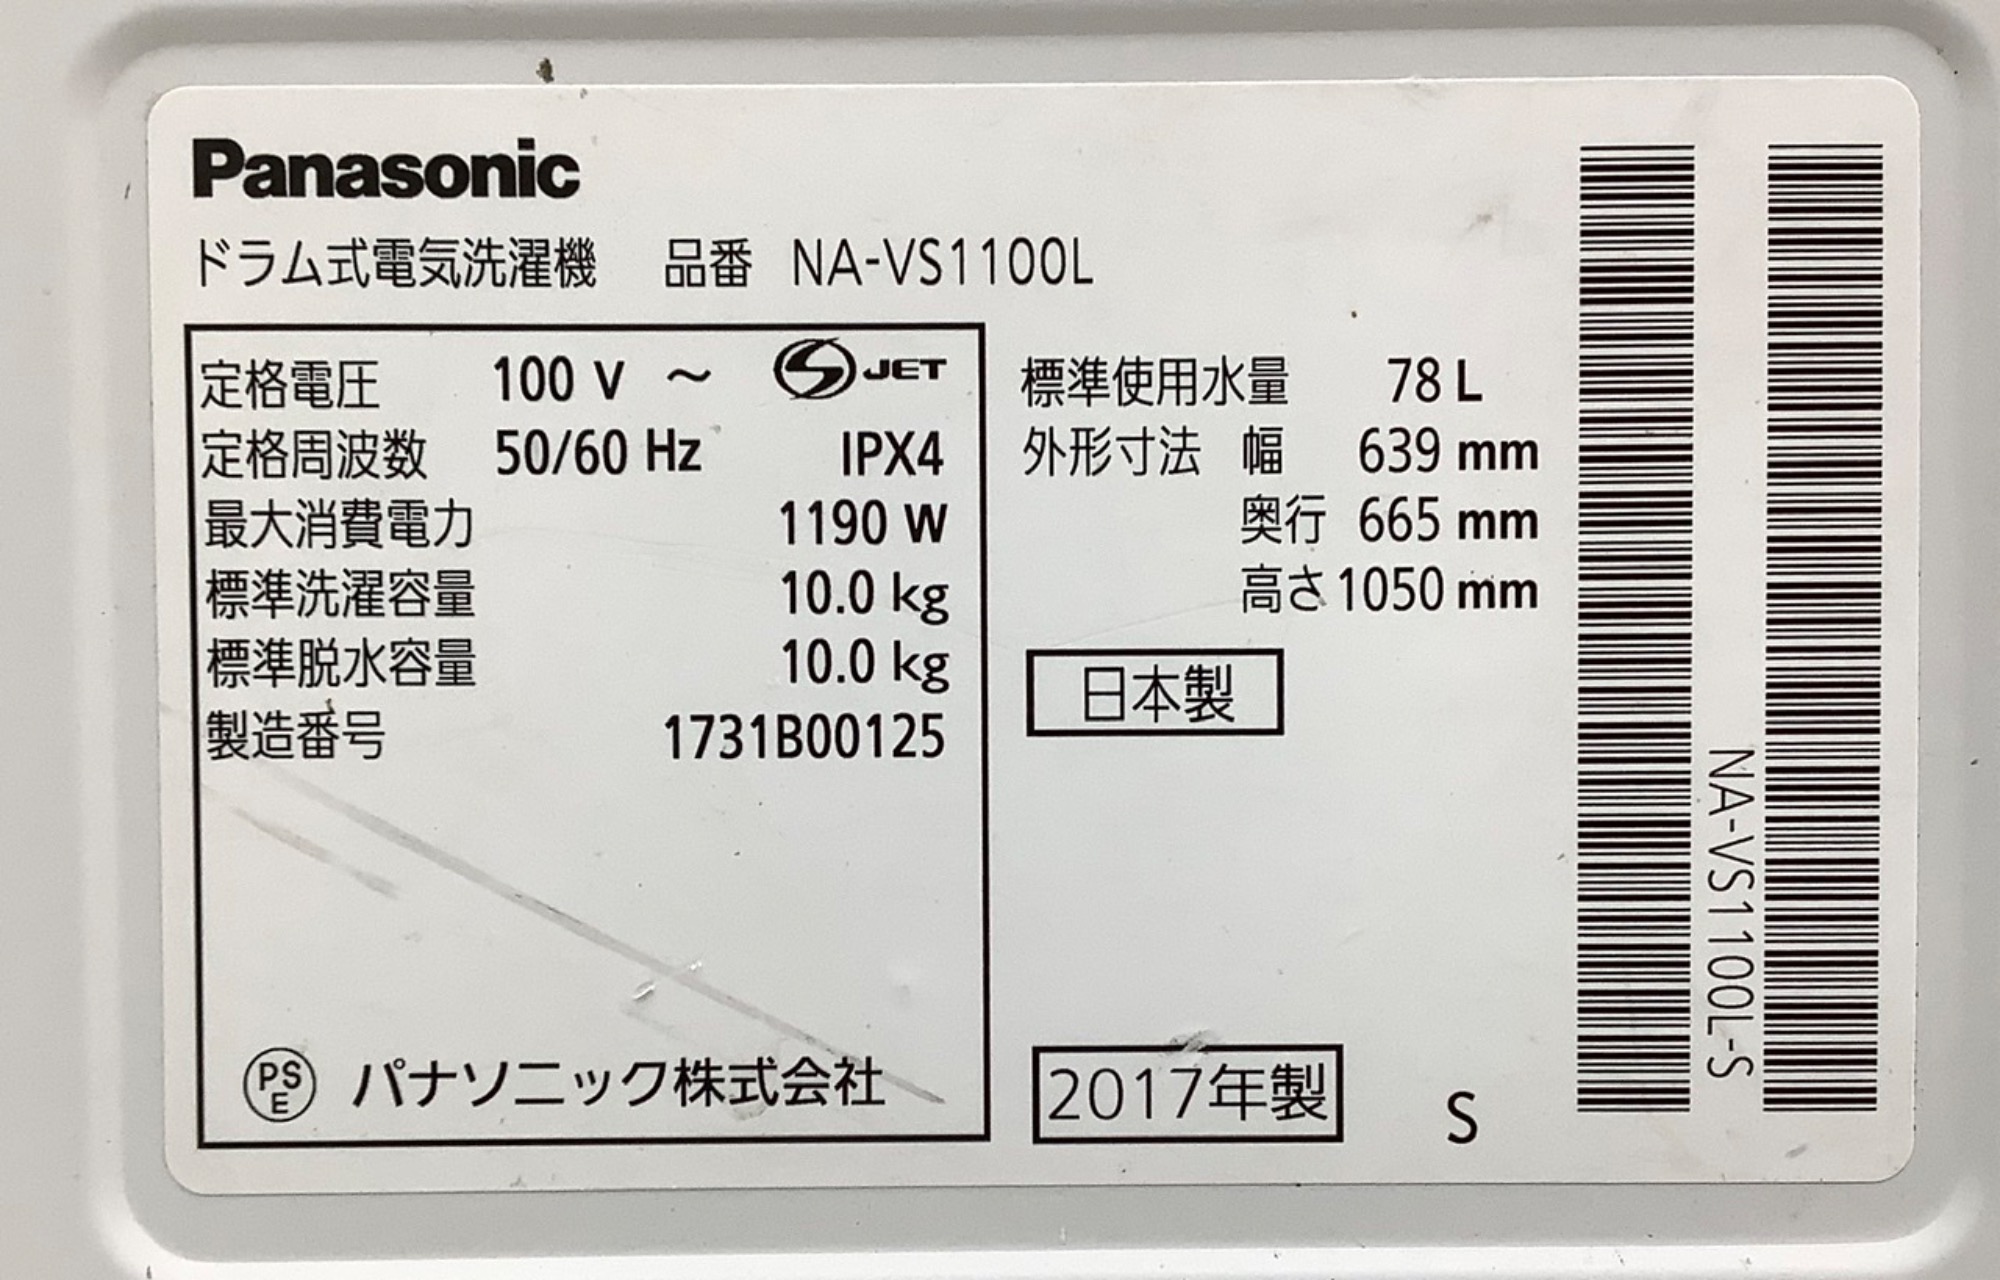 Panasonic
ドラム式電気洗濯機 品番 NA-VS1100L
定格電圧 100 V ～ S JET
定格周波数 50/60 Hz IPX4
最大消費電力 1190 W
標準洗濯容量 10.0 kg
標準脱水容量 10.0 kg
製造番号 1731B00125
PS
E
パナソニック株式会社
標準使用水量 78 L
外形寸法 幅 639 mm
奥行 665 mm
高さ 1050 mm
日本製
2017年製
S
NA-VS1100L-S